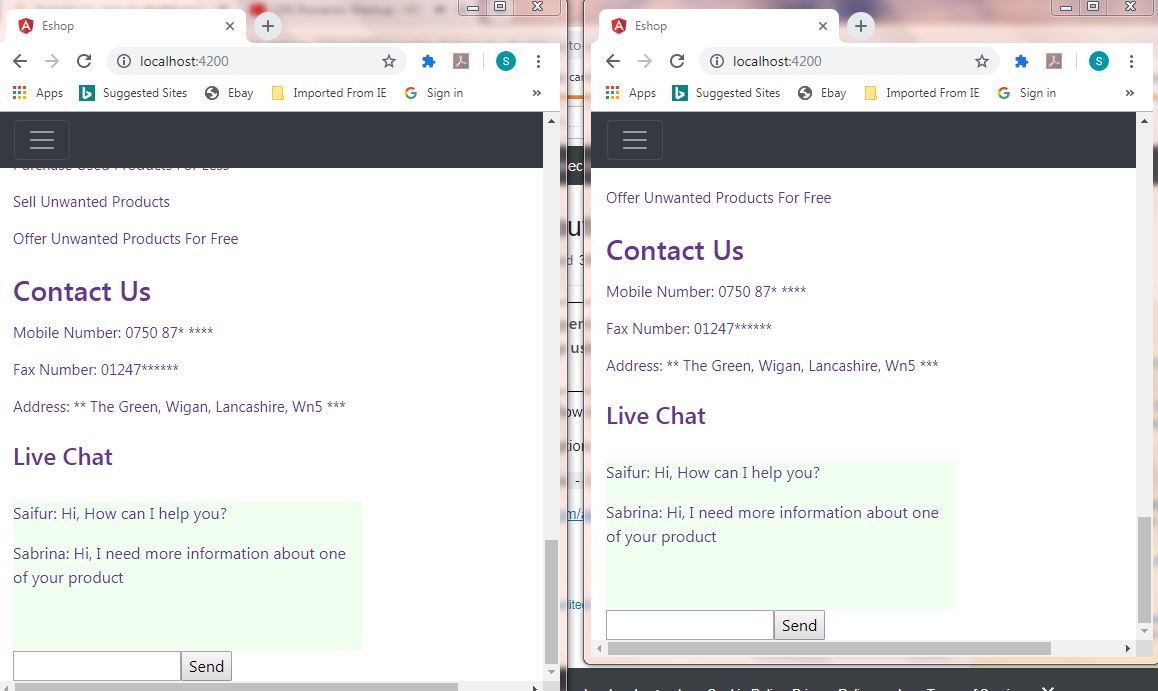 Eshop
localhost:4200
Apps Suggested Sites Ebay Imported From IE Sign in »
Purchase Used Products For Less
Sell Unwanted Products
Offer Unwanted Products For Free
Contact Us
Mobile Number: 0750 87* ****
Fax Number: 01247******
Address: ** The Green, Wigan, Lancashire, Wn5 ***
Live Chat
Saifur: Hi, How can I help you?
Sabrina: Hi, I need more information about one
of your product
Send
Eshop
S
localhost:4200
S
Apps Suggested Sites Ebay Imported From IE Sign in »
Offer Unwanted Products For Free
Contact Us
Mobile Number: 0750 87* ****
Fax Number: 01247******
Address: ** The Green, Wigan, Lancashire, Wn5 ***
Live Chat
Saifur: Hi, How can I help you?
Sabrina: Hi, I need more information about one
of your product
Send